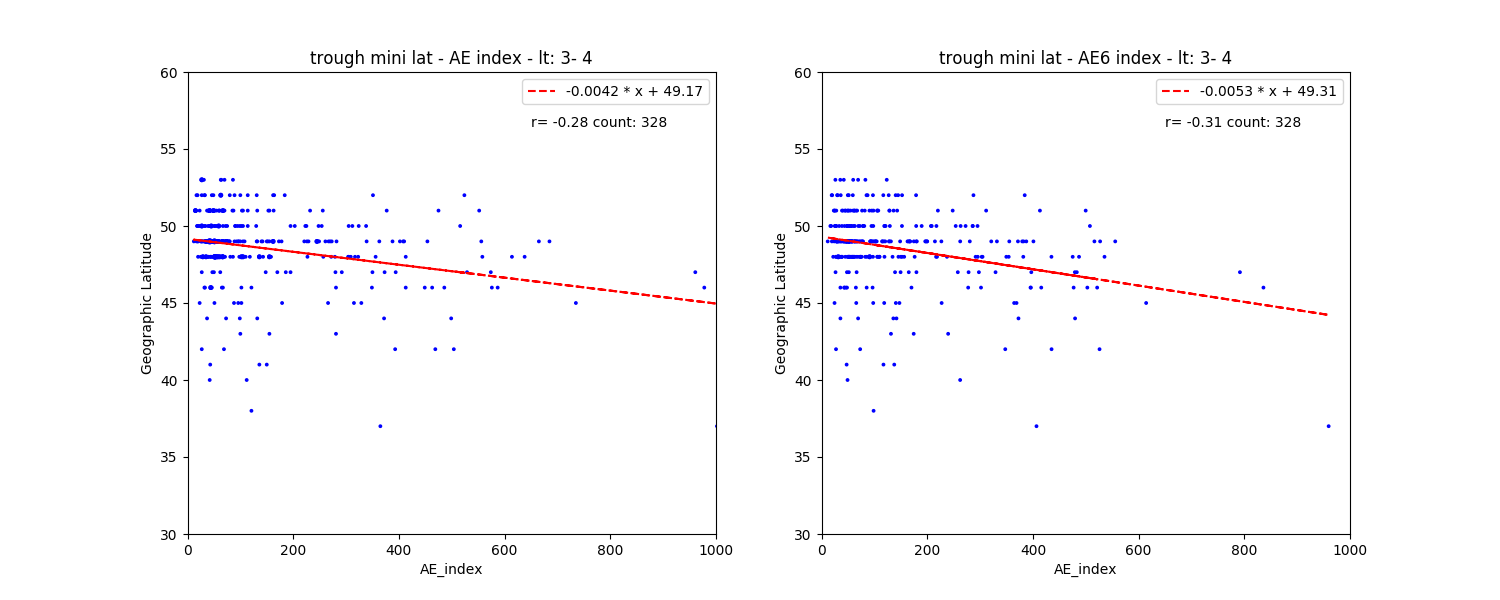 trough mini lat - AE index - lt: 3- 4
-0.0042 * x + 49.17
r= -0.28 count: 328
60
55
50
45
40
35
30
Geographic Latitude
0 200 400 600 800 1000
AE_index
trough mini lat - AE6 index - lt: 3- 4
-0.0053 * x + 49.31
r= -0.31 count: 328
60
55
50
45
40
35
30
Geographic Latitude
0 200 400 600 800 1000
AE_index